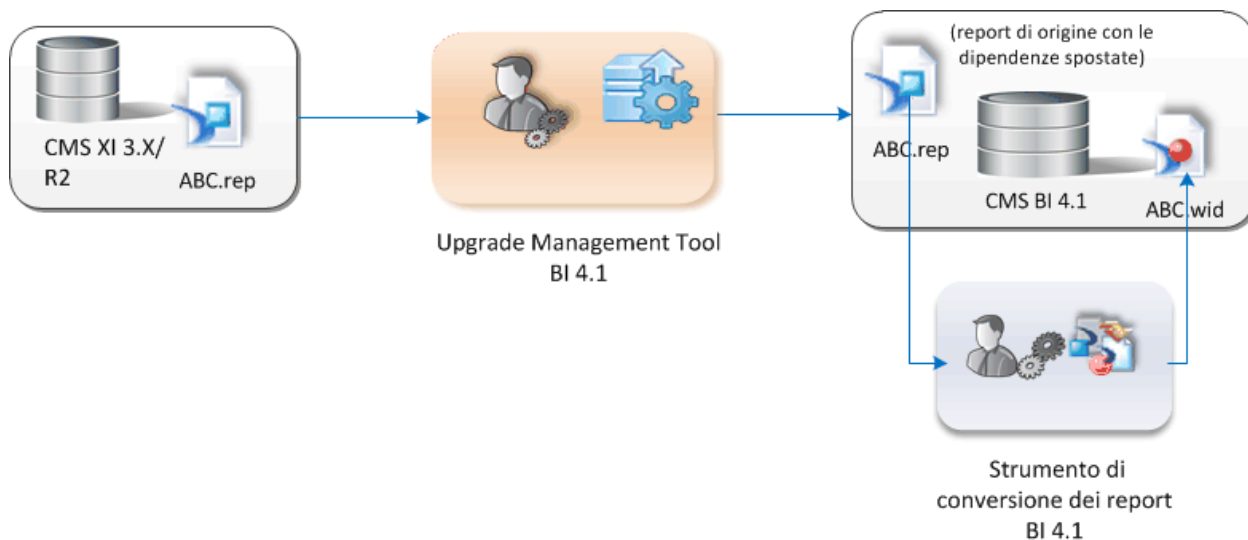 CMS XI 3.X/
R2
ABC.rep
Upgrade Management Tool
BI 4.1
(report di origine con le
dipendenze spostate)
ABC.rep
CMS BI 4.1
ABC.wid
Strumento di
conversione dei report
BI 4.1